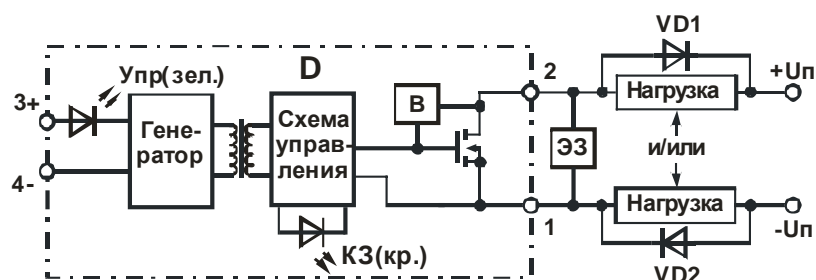 VD1
Упр(зел.)
D
2
+Uп
3+
В
Нагрузка
Гене-
ратор
Схема
управ-
ления
ЭЗ
и/или
4-
Нагрузка
1
-Uп
КЗ(кр.)
VD2